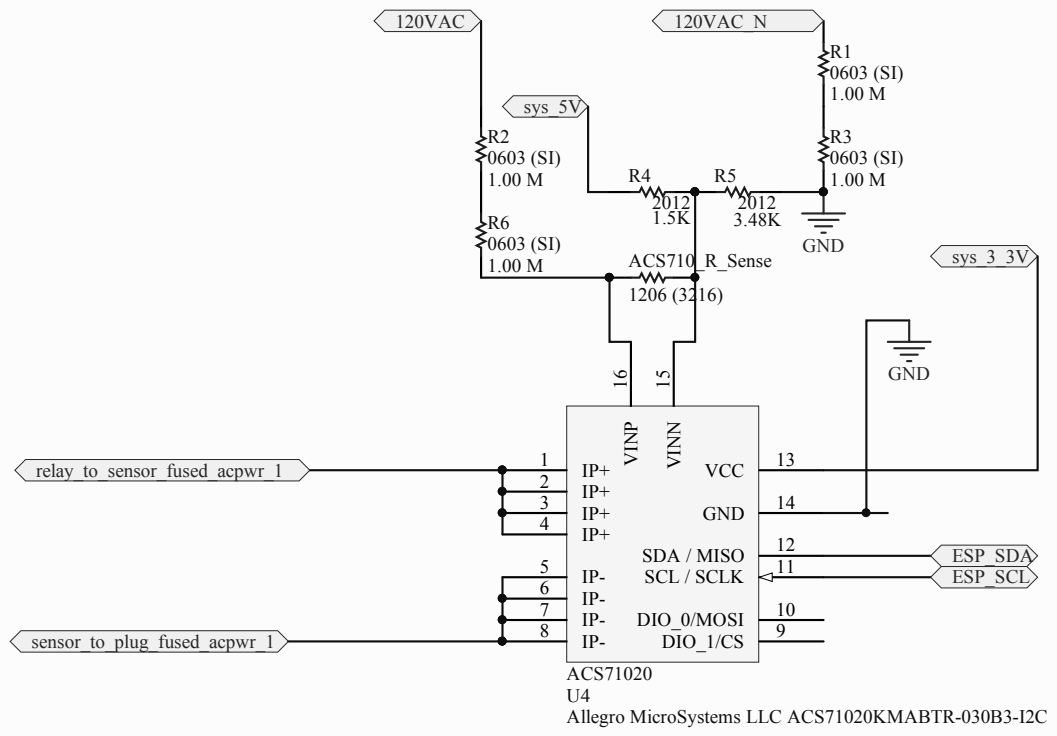 120VAC
120VAC_N
R1
0603 (SI)
1.00 M
sys_5V
R2
0603 (SI)
1.00 M
R3
0603 (SI)
1.00 M
R4
2012
1.5K
R5
2012
3.48K
GND
R6
0603 (SI)
1.00 M
ACS710_R_Sense
1206 (3216)
sys_3_3V
GND
16
15
VINP
VINN
relay_to_sensor_fused_acpwr_1
1
IP+
2
IP+
3
IP+
4
IP+
5
IP-
6
IP-
7
IP-
8
IP-
sensor_to_plug_fused_acpwr_1
VCC
13
GND
14
SDA / MISO
12
ESP_SDA
SCL / SCLK
11
ESP_SCL
DIO_0/MOSI
10
DIO_1/CS
9
ACS71020
U4
Allegro MicroSystems LLC ACS71020KMABTR-030B3-I2C